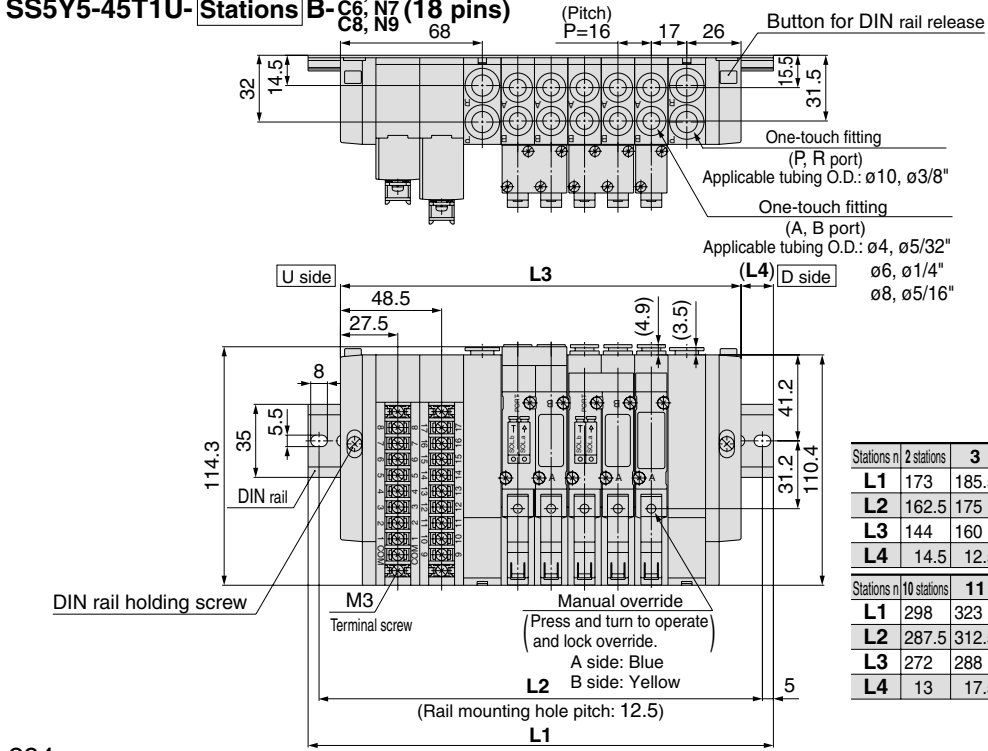 SS5Y5-45T1U- Stations B- C6, N7 (18 pins)
C8, N9
(Pitch)
P=16
68
17
26
Button for DIN rail release
32
14.5
15.5
31.5
One-touch fitting
(P, R port)
Applicable tubing O.D.: ø10, ø3/8"
One-touch fitting
(A, B port)
Applicable tubing O.D.: ø4, ø5/32"
ø6, ø1/4"
ø8, ø5/16"
U side
L3
(L4)
D side
48.5
27.5
(4.9)
(3.5)
8
5.5
35
114.3
41.2
31.2
110.4
DIN rail
DIN rail holding screw
M3
Terminal screw
Manual override
(Press and turn to operate
and lock override.)
A side: Blue
B side: Yellow
L2
5
(Rail mounting hole pitch: 12.5)
L1
Stations n 2 stations 3
L1 173 185.
L2 162.5 175
L3 144 160
L4 14.5 12.
Stations n 10 stations 11
L1 298 323
L2 287.5 312.
L3 272 288
L4 13 17.